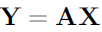 Y = AX